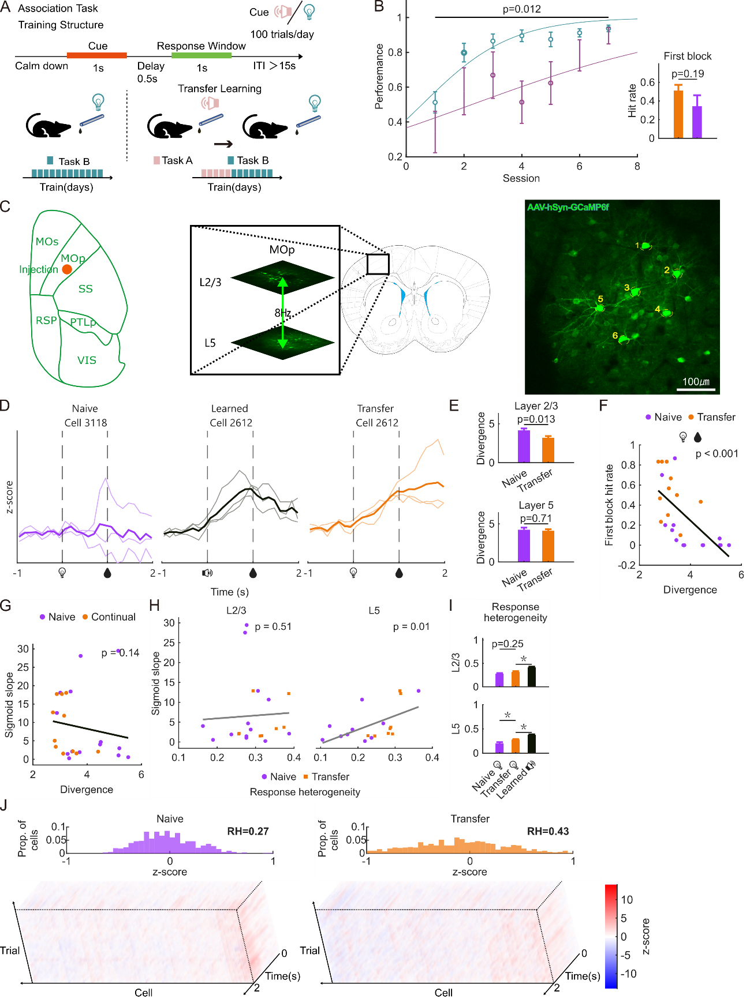 A
Association Task
Training Structure
Cue
100 trials/day
Cue
Response Window
Calm down
1s
Delay
0.5s
1s
ITI >15s
Transfer Learning
Task B
Task A
Task B
Train(days)
Train(days)
B
p=0.012
1
0.8
0.6
0.4
0.2
Perforemance
0
2
4
6
8
Session
First block
p=0.19
0.6
0.4
0.2
0
Hit rate
C
MOs
MOp
Injection
SS
RSP
PTLp
VIS
MOp
L2/3
8Hz
L5
AAV-hSyn-GCaMP6f
1
2
3
4
5
6
100μm
D
Naive
Cell 3118
Learned
Cell 2612
Transfer
Cell 2612
z-score
-1
2
-1
2
-1
2
Time (s)
E
Layer 2/3
p=0.013
5
0
Divergence
Naive
Transfer
Layer 5
p=0.71
5
0
Divergence
Naive
Transfer
F
Naive
Transfer
p < 0.001
1
0.8
0.6
0.4
0.2
0
-0.2
First block hit rate
2
4
6
Divergence
G
Naive
Continual
p = 0.14
30
25
20
15
10
5
0
Sigmoid slope
2
4
6
Divergence
H
L2/3
p = 0.51
L5
p = 0.01
30
25
20
15
10
5
0
Sigmoid slope
0.1
0.2
0.3
0.4
0.1
0.2
0.3
0.4
Naive
Transfer
Response heterogeneity
I
Response
heterogeneity
1
p=0.25
0.5
*
0
L2/3
1
*
0.5
*
0
L5
Naive
Transfer
Learned
J
Naive
0.1
0.05
0
Prop. of
cells
RH=0.27
-1
0
1
z-score
Transfer
0.1
0.05
0
Prop. of
cells
RH=0.43
-1
0
1
z-score
Trial
0
Time(s)
2
Cell
Trial
0
Time(s)
2
Cell
10
5
0
-5
-10
z-score